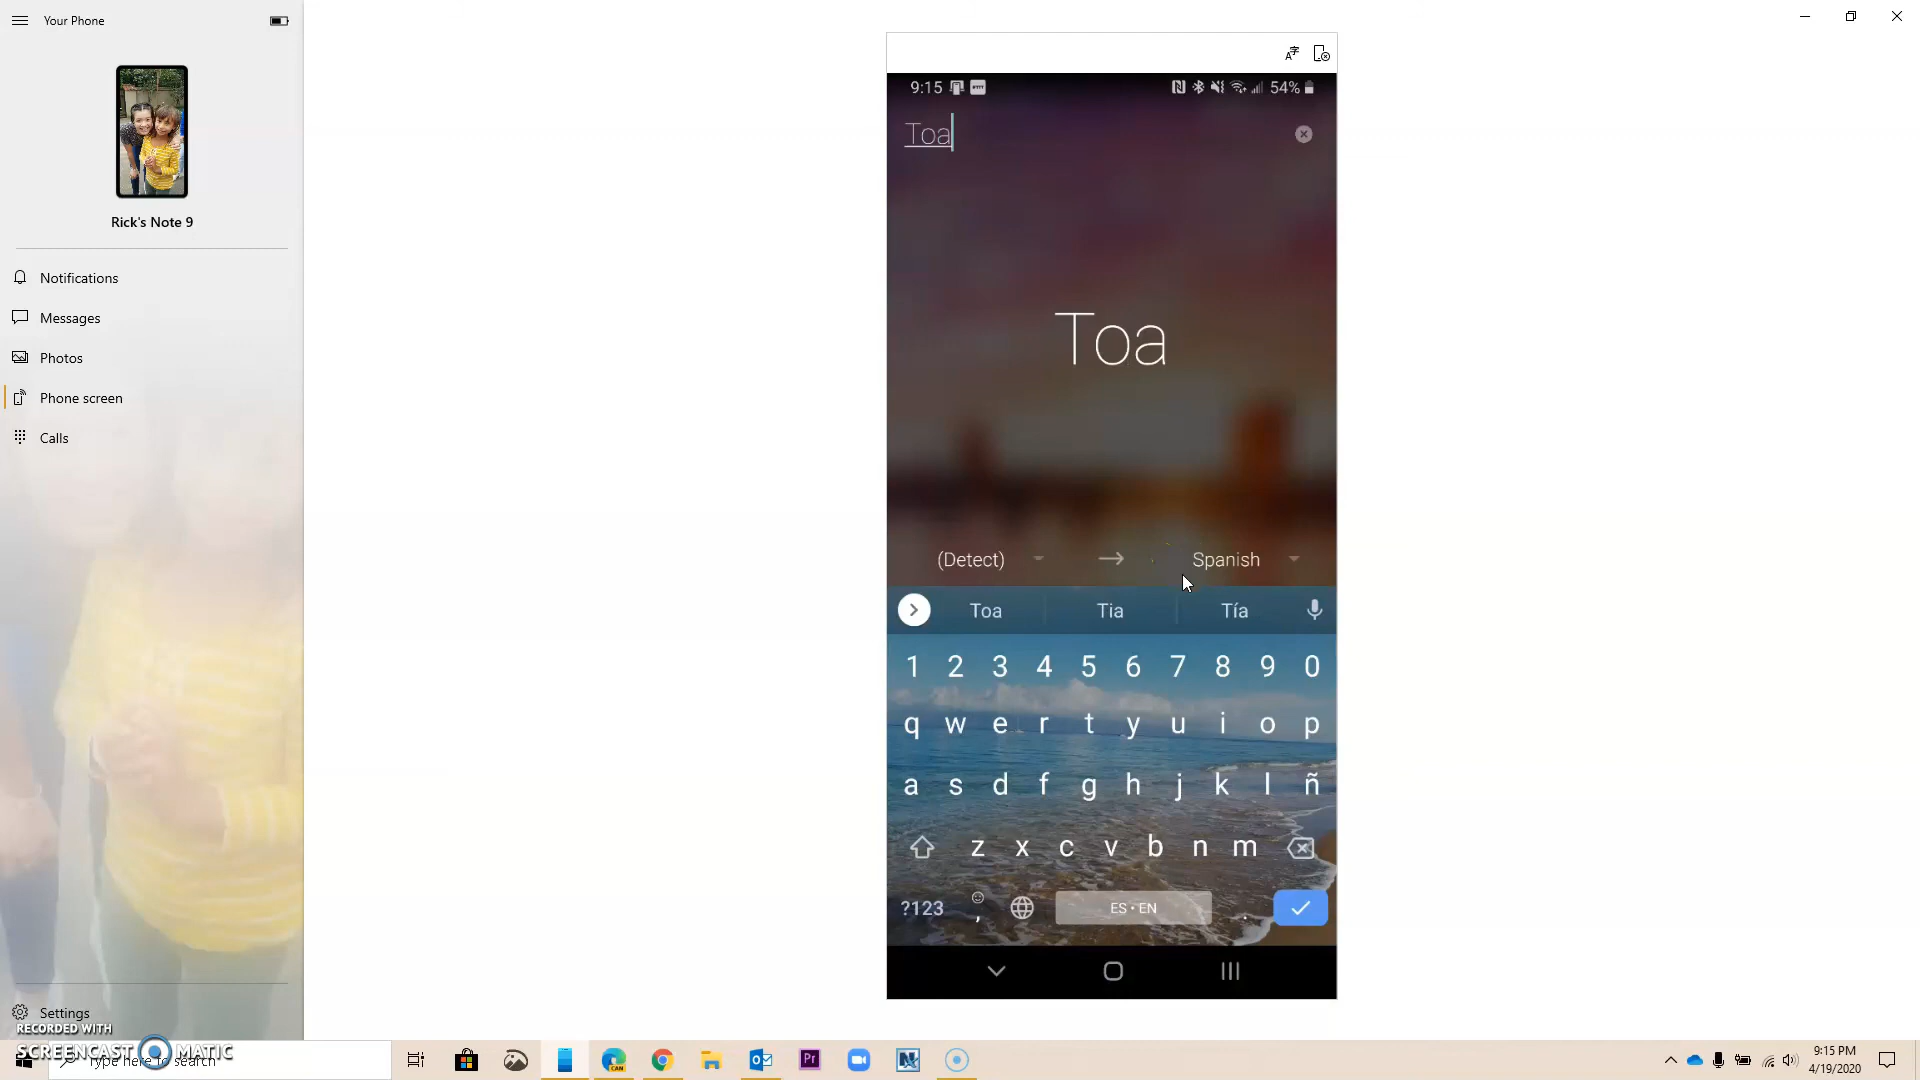 Your Phone
Rick's Note 9
Notifications
Messages
Photos
Phone screen
Calls
Settings
9:15
54%
Toa
Toa
(Detect) → Spanish
Toa Tia Tía
1 2 3 4 5 6 7 8 9 0
q w e r t y u i o p
a s d f g h j k l ñ
z x c v b n m
?123 , ES • EN .
RECORDED WITH
SCREENCAST MATIC
Type here to search
CAN
Pr
9:15 PM
4/19/2020